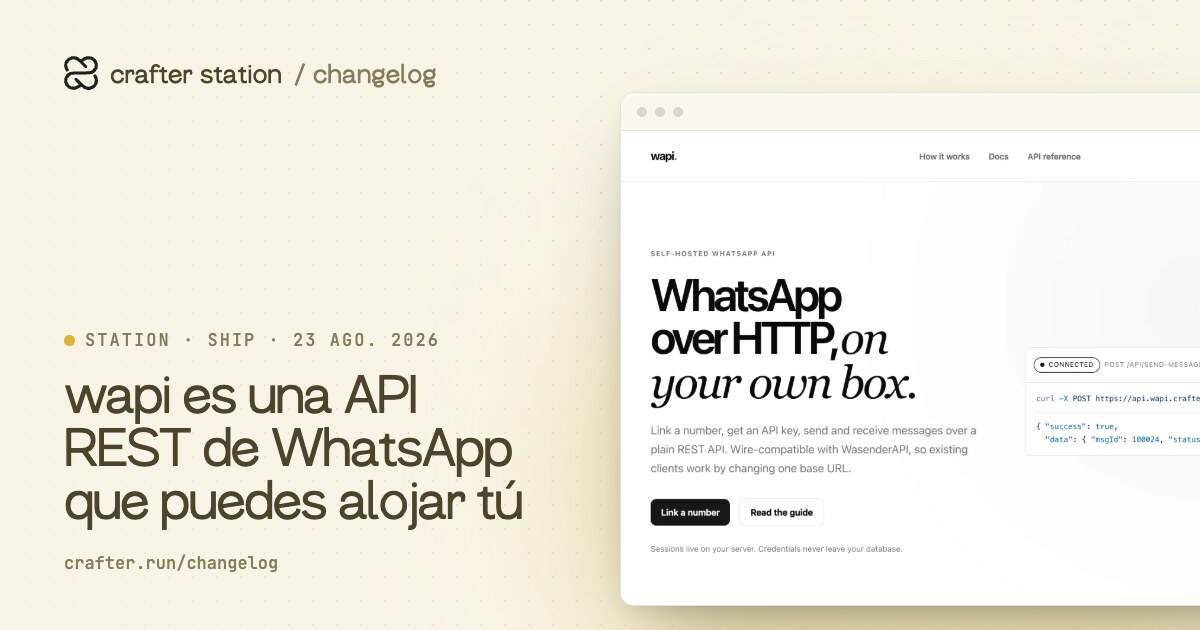 crafter station / changelog
STATION · SHIP · 23 AGO. 2026
wapi es una API
REST de WhatsApp
que puedes alojar tú
crafter.run/changelog
wapi.
How it works Docs API reference
SELF-HOSTED WHATSAPP API
WhatsApp
over HTTP, on
your own box.
Link a number, get an API key, send and receive messages over a
plain REST API. Wire-compatible with WasenderAPI, so existing
clients work by changing one base URL.
Link a number Read the guide
Sessions live on your server. Credentials never leave your database.
CONNECTED POST /API/SEND-MESSAG
curl -X POST https://api.wapi.crafte
{ "success": true,
"data": { "msgId": 100024, "status